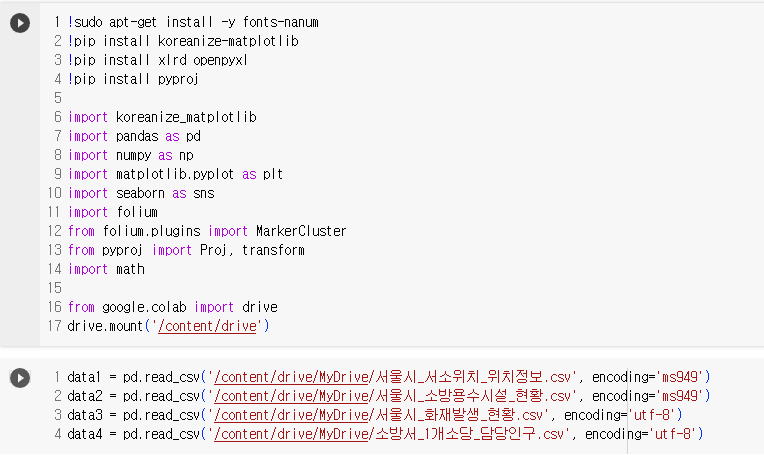 1 !sudo apt-get install -y fonts-nanum
2 !pip install koreanize-matplotlib
3 !pip install xlrd openpyxl
4 !pip install pyproj
5
6 import koreanize_matplotlib
7 import pandas as pd
8 import numpy as np
9 import matplotlib.pyplot as plt
10 import seaborn as sns
11 import folium
12 from folium.plugins import MarkerCluster
13 from pyproj import Proj, transform
14 import math
15
16 from google.colab import drive
17 drive.mount('/content/drive')
1 data1 = pd.read_csv('/content/drive/MyDrive/서울시_서소위치_위치정보.csv', encoding='ms949')
2 data2 = pd.read_csv('/content/drive/MyDrive/서울시_소방용수시설_현황.csv', encoding='ms949')
3 data3 = pd.read_csv('/content/drive/MyDrive/서울시_화재발생_현황.csv', encoding='utf-8')
4 data4 = pd.read_csv('/content/drive/MyDrive/소방서_1개소당_담당인구.csv', encoding='utf-8')